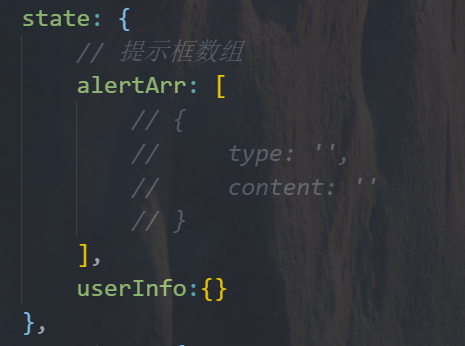 state: {
    // 提示框数组
    alertArr: [
        // {
        //     type: '',
        //     content: ''
        // }
    ],
    userInfo:{}
},